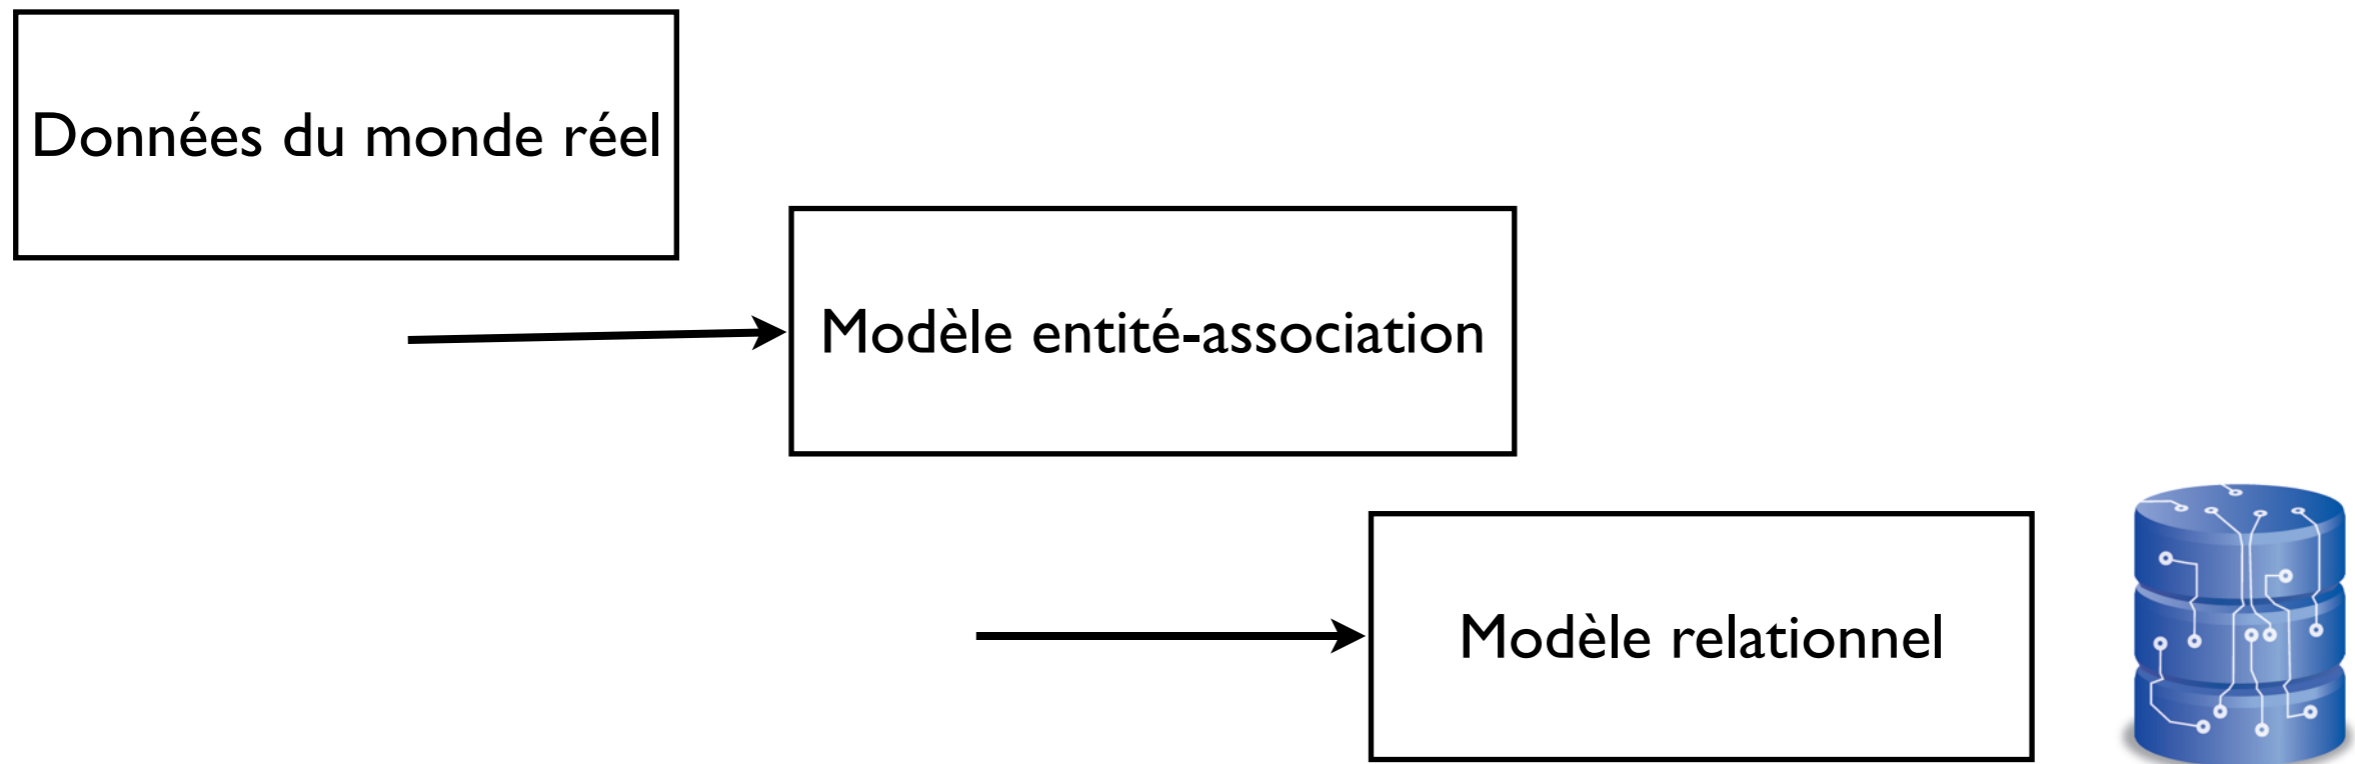 Données du monde réel
Modèle entité-association
Modèle relationnel